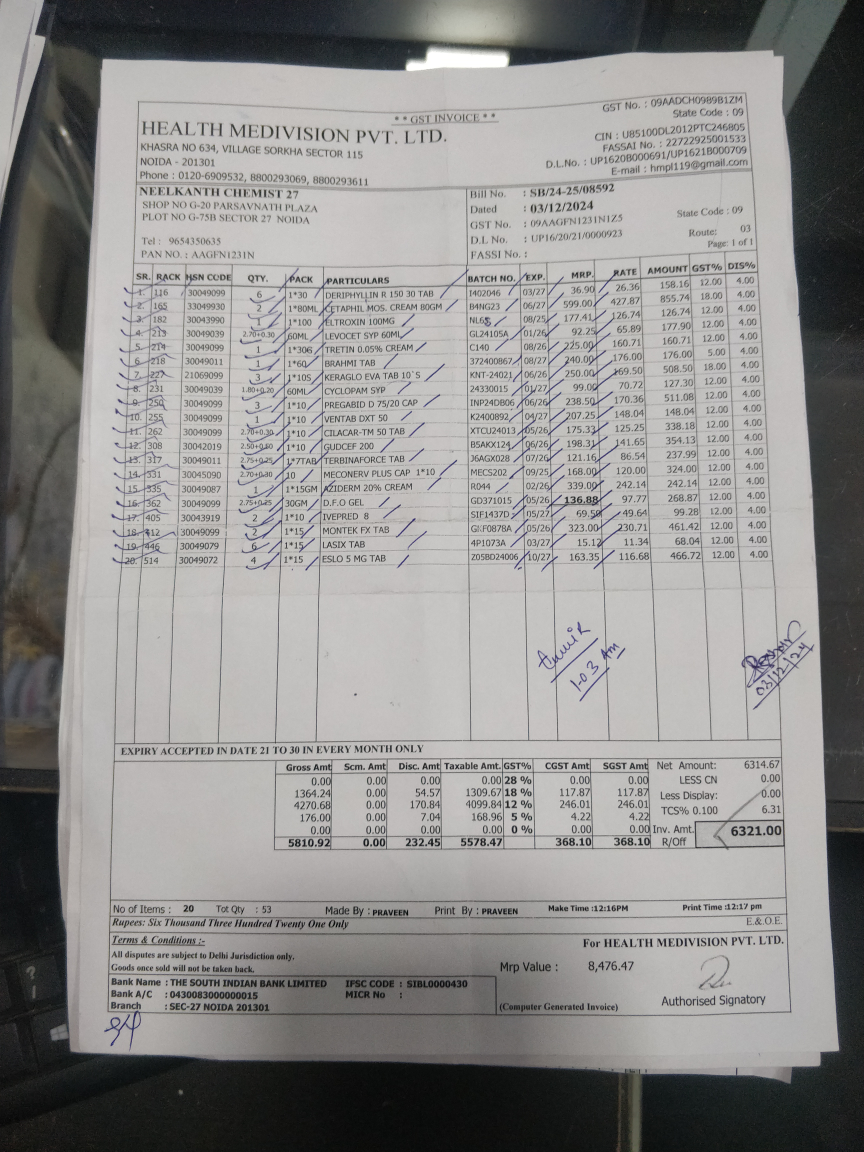 * * GST INVOICE * *
GST No. : 09AADCH0989B1ZM
State Code : 09
HEALTH MEDIVISION PVT. LTD.
CIN : U85100DL2012PTC246805
KHASRA NO 634, VILLAGE SORKHA SECTOR 115
FASSAI No. : 22722925001533
NOIDA - 201301
D.L.No. : UP1620B000691/UP1621B000709
Phone : 0120-6909532, 8800293069, 8800293611
E-mail : hmpl119@gmail.com
NEELKANTH CHEMIST 27
SHOP NO G-20 PARSAVNATH PLAZA
PLOT NO G-75B SECTOR 27 NOIDA
Tel : 9654350635
PAN NO. : AAGFN1231N
Bill No. : SB/24-25/08592
Dated : 03/12/2024
GST No. : 09AAGFN1231N1Z5 State Code : 09
D.L No. : UP16/20/21/0000923 Route: 03
FASSI No. : Page: 1 of 1
SR. RACK HSN CODE QTY. PACK PARTICULARS BATCH NO. EXP. MRP. RATE AMOUNT GST% DIS%
1. 116 30049099 6 1*30 DERIPHYLLIN R 150 30 TAB I402046 03/27 36.90 26.36 158.16 12.00 4.00
2. 165 33049930 2 1*80ML CETAPHIL MOS. CREAM 80GM B4NG23 06/27 599.00 427.87 855.74 18.00 4.00
3. 182 30043990 1 1*100 ELTROXIN 100MG 08/25 177.41 126.74 126.74 12.00 4.00
4. 213 30049039 2.70+0.30 60ML LEVOCET SYP 60ML GL24105A 01/26 92.25 65.89 177.90 12.00 4.00
5. 214 30049099 1 1*30G TRETIN 0.05% CREAM C140 08/26 225.00 160.71 160.71 12.00 4.00
6. 218 30049011 1 1*60 BRAHMI TAB 372400867 08/27 240.00 176.00 176.00 5.00 4.00
7. 227 21069099 3 1*10S KERAGLO EVA TAB 10`S KNT-24021 06/26 250.00 169.50 508.50 18.00 4.00
8. 231 30049039 1.80+0.20 60ML CYCLOPAM SYP 24330015 01/27 99.00 70.72 127.30 12.00 4.00
9. 250 30049099 3 1*10 PREGABID D 75/20 CAP INP24DB06 06/26 238.50 170.36 511.08 12.00 4.00
10. 255 30049099 1 1*10 VENTAB DXT 50 K2400892 04/27 207.25 148.04 148.04 12.00 4.00
11. 262 30049099 2.70+0.30 1*10 CILACAR-TM 50 TAB XTCU24013 05/26 175.33 125.25 338.18 12.00 4.00
12. 308 30042019 1*10 GUDCEF 200 B5AKX124 06/26 198.31 141.65 354.13 12.00 4.00
13. 317 30049011 2.75+0.25 1*7TAB TERBINAFORCE TAB J6AGX028 07/26 121.16 86.54 237.99 12.00 4.00
14. 331 30045090 2.70+0.30 10 MECONERV PLUS CAP 1*10 MECS202 09/25 168.00 120.00 324.00 12.00 4.00
15. 335 30049087 1 1*15GM AZIDERM 20% CREAM R044 02/26 339.00 242.14 242.14 12.00 4.00
16. 362 30049099 2.75+0.25 30GM D.F.O GEL GD371015 05/26 136.88 97.77 268.87 12.00 4.00
17. 405 30043919 2 1*10 IVEPRED 8 SIF1437D 05/26 69.50 49.64 99.28 12.00 4.00
18. 412 30049099 2 1*15 MONTEK FX TAB 05/26 323.00 230.71 461.42 12.00 4.00
19. 446 30049079 6 1*15 LASIX TAB 4P1073A 03/27 15.12 11.34 68.04 12.00 4.00
20. 514 30049072 4 1*15 ESLO 5 MG TAB Z05BD24006 10/27 163.35 116.68 466.72 12.00 4.00
1.03 Am
03/12/24
EXPIRY ACCEPTED IN DATE 21 TO 30 IN EVERY MONTH ONLY
Gross Amt Scm. Amt Disc. Amt Taxable Amt. GST% CGST Amt SGST Amt
0.00 0.00 0.00 0.00 28 % 0.00 0.00
1364.24 0.00 54.57 1309.67 18 % 117.87 117.87
4270.68 0.00 170.84 4099.84 12 % 246.01 246.01
176.00 0.00 7.04 168.96 5 % 4.22 4.22
0.00 0.00 0.00 0.00 0 % 0.00 0.00
5810.92 0.00 232.45 5578.47 368.10 368.10
Net Amount: 6314.67
LESS CN 0.00
Less Display: 0.00
TCS% 0.100 6.31
Inv. Amt. 6321.00
R/Off
No of Items : 20 Tot Qty : 53 Made By : PRAVEEN Print By : PRAVEEN Make Time :12:16PM Print Time :12:17 pm
Rupees: Six Thousand Three Hundred Twenty One Only E.& O.E.
Terms & Conditions :-
All disputes are subject to Delhi Jurisdiction only.
Goods once sold will not be taken back.
For HEALTH MEDIVISION PVT. LTD.
Mrp Value : 8,476.47
Bank Name : THE SOUTH INDIAN BANK LIMITED IFSC CODE : SIBL0000430
Bank A/C : 0430083000000015 MICR No :
Branch : SEC-27 NOIDA 201301
(Computer Generated Invoice)
Authorised Signatory